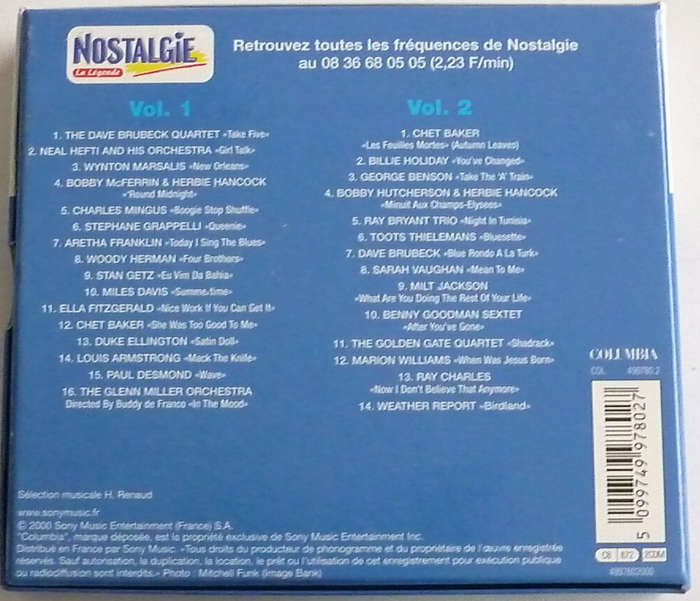 NOSTALGIE
La Légende
Retrouvez toutes les fréquences de Nostalgie
au 08 36 68 05 05 (2,23 F/min)
Vol. 1
1. THE DAVE BRUBECK QUARTET «Take Five»
2. NEAL HEFTI AND HIS ORCHESTRA «Girl Talk»
3. WYNTON MARSALIS «New Orleans»
4. BOBBY McFERRIN & HERBIE HANCOCK
«'Round Midnight»
5. CHARLES MINGUS «Boogie Stop Shuffle»
6. STEPHANE GRAPPELLI «Queenie»
7. ARETHA FRANKLIN «Today I Sing The Blues»
8. WOODY HERMAN «Four Brothers»
9. STAN GETZ «Es Vim Da Bahia»
10. MILES DAVIS «Summertime»
11. ELLA FITZGERALD «Nice Work If You Can Get It»
12. CHET BAKER «She Was Too Good To Me»
13. DUKE ELLINGTON «Satin Doll»
14. LOUIS ARMSTRONG «Mack The Knife»
15. PAUL DESMOND «Wave»
16. THE GLENN MILLER ORCHESTRA
Directed By Buddy de Franco «In The Mood»
Vol. 2
1. CHET BAKER
«Les Feuilles Mortes» (Autumn Leaves)
2. BILLIE HOLIDAY «You've Changed»
3. GEORGE BENSON «Take The 'A' Train»
4. BOBBY HUTCHERSON & HERBIE HANCOCK
«Minuit Aux Champs-Elysees»
5. RAY BRYANT TRIO «Night In Tunisia»
6. TOOTS THIELEMANS «Bluesette»
7. DAVE BRUBECK «Blue Rondo A La Turk»
8. SARAH VAUGHAN «Mean To Me»
9. MILT JACKSON
«What Are You Doing The Rest Of Your Life»
10. BENNY GOODMAN SEXTET
«After You've Gone»
11. THE GOLDEN GATE QUARTET «Shadrack»
12. MARION WILLIAMS «When Was Jesus Born»
13. RAY CHARLES
«Now I Don't Believe That Anymore»
14. WEATHER REPORT «Birdland»
COLUMBIA
COL 499780 2
5 099749 978027
C8 672 2CDM
4997802000
Sélection musicale H. Renaud
www.sonymusic.fr
© 2000 Sony Music Entertainment (France) S.A.
"Columbia", marque déposée, est la propriété exclusive de Sony Music Entertainment Inc.
Distribué en France par Sony Music. «Tous droits du producteur de phonogramme et du propriétaire de l'œuvre enregistrée
réservés. Sauf autorisation, la duplication, la location, le prêt ou l'utilisation de cet enregistrement pour exécution publique
ou radiodiffusion sont interdits.» Photo : Mitchell Funk (Image Bank)